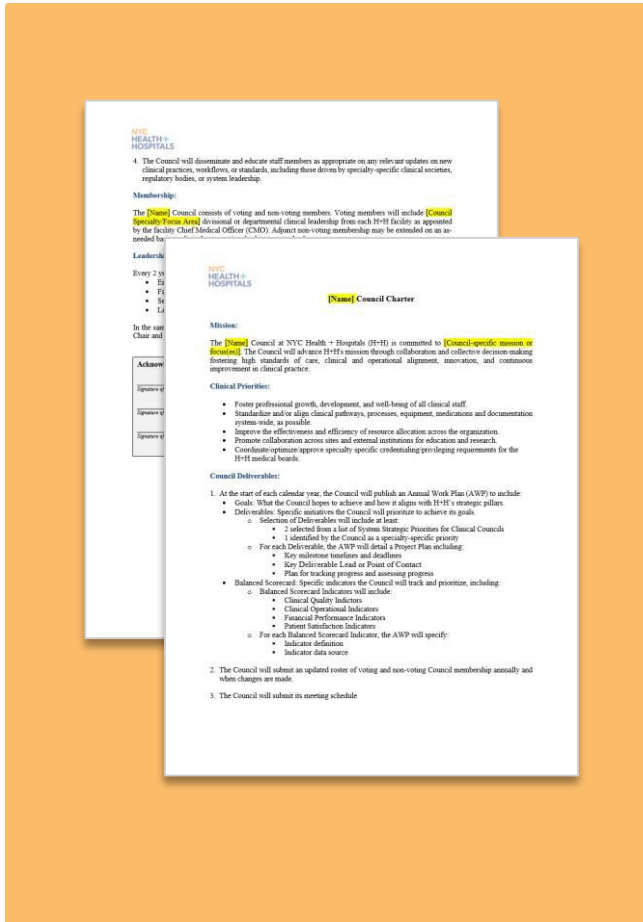 NYC
HEALTH+
HOSPITALS
4. The Council will disseminate and educate staff members as appropriate on any relevant updates on new
clinical practices, workflows, or standards, including those driven by specialty-specific clinical societies,
regulatory bodies, or system leadership.
Membership:
The [Name] Council consists of voting and non-voting members. Voting members will include [Council
Specialty/Focus Area] divisional or departmental clinical leadership from each H+H facility as appointed
by the facility Chief Medical Officer (CMO). Adjunct non-voting membership may be extended on an as-
needed
Leadersh
Every 2 ye
In the sam
Chair and
Acknow
Signature of
Signature of
Signature of
NYC
HEALTH+
HOSPITALS
[Name] Council Charter
Mission:
The [Name] Council at NYC Health + Hospitals (H+H) is committed to [Council-specific mission or
focus(es)]. The Council will advance H+H's mission through collaboration and collective decision-making
fostering high standards of care, clinical and operational alignment, innovation, and continuous
improvement in clinical practice.
Clinical Priorities:
• Foster professional growth, development, and well-being of all clinical staff.
• Standardize and/or align clinical pathways, processes, equipment, medications and documentation
system-wide, as possible.
• Improve the effectiveness and efficiency of resource allocation across the organization.
• Promote collaboration across sites and external institutions for education and research.
• Coordinate/optimize/approve specialty specific credentialing/privileging requirements for the
H+H medical boards.
Council Deliverables:
1. At the start of each calendar year, the Council will publish an Annual Work Plan (AWP) to include:
• Goals: What the Council hopes to achieve and how it aligns with H+H's strategic pillars.
• Deliverables: Specific initiatives the Council will prioritize to achieve its goals.
o Selection of Deliverables will include at least:
▪ 2 selected from a list of System Strategic Priorities for Clinical Councils
▪ 1 identified by the Council as a specialty-specific priority
o For each Deliverable, the AWP will detail a Project Plan including:
▪ Key milestone timelines and deadlines
▪ Key Deliverable Lead or Point of Contact
▪ Plan for tracking progress and assessing progress
• Balanced Scorecard: Specific indicators the Council will track and prioritize, including:
o Balanced Scorecard Indicators will include:
▪ Clinical Quality Indictors
▪ Clinical Operational Indicators
▪ Financial Performance Indicators
▪ Patient Satisfaction Indicators
o For each Balanced Scorecard Indicator, the AWP will specify:
▪ Indicator definition
▪ Indicator data source
2. The Council will submit an updated roster of voting and non-voting Council membership annually and
when changes are made.
3. The Council will submit its meeting schedule